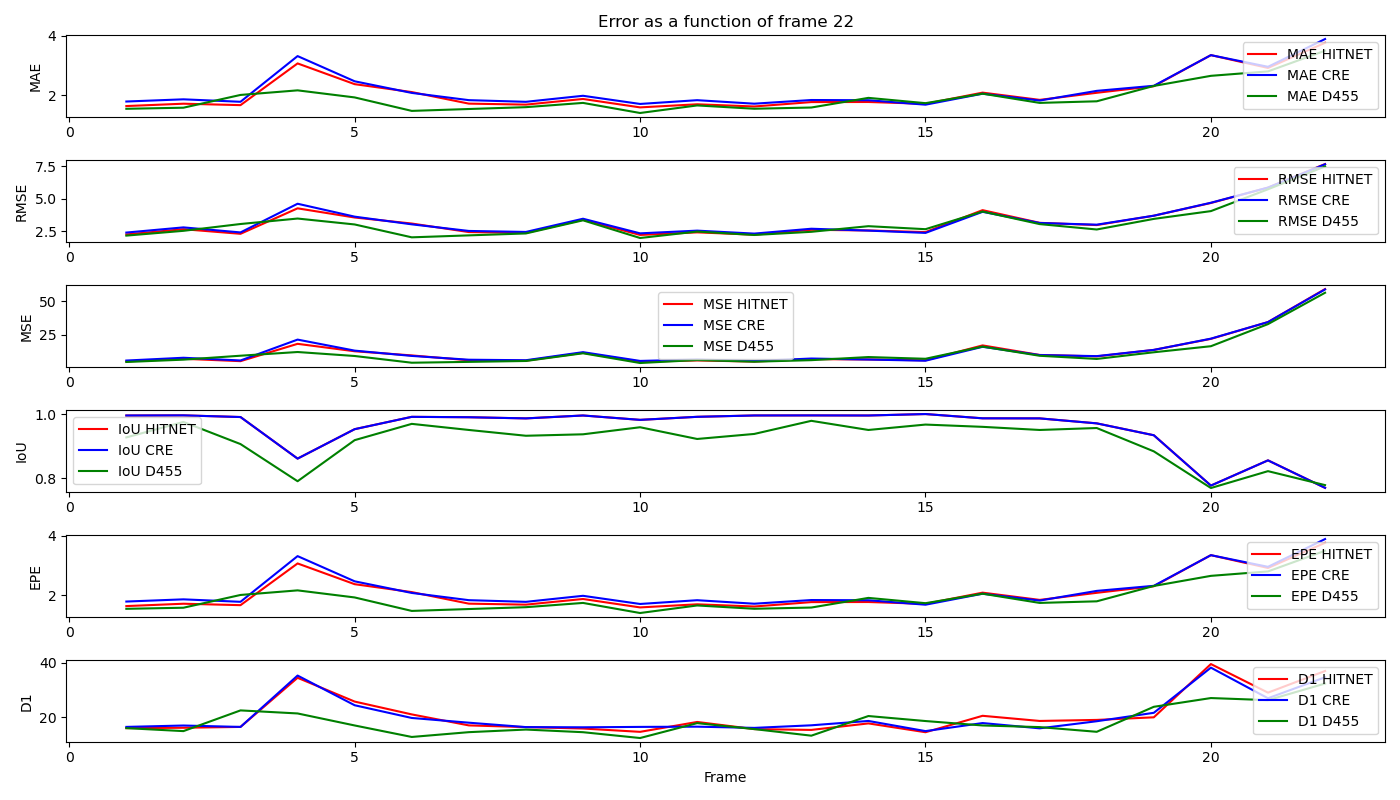 Error as a function of frame 22
4
2
MAE
MAE HITNET
MAE CRE
MAE D455
0 5 10 15 20
7.5
5.0
2.5
RMSE
RMSE HITNET
RMSE CRE
RMSE D455
0 5 10 15 20
50
25
MSE
MSE HITNET
MSE CRE
MSE D455
0 5 10 15 20
1.0
0.8
IoU
IoU HITNET
IoU CRE
IoU D455
0 5 10 15 20
4
2
EPE
EPE HITNET
EPE CRE
EPE D455
0 5 10 15 20
40
20
D1
D1 HITNET
D1 CRE
D1 D455
0 5 10 15 20
Frame